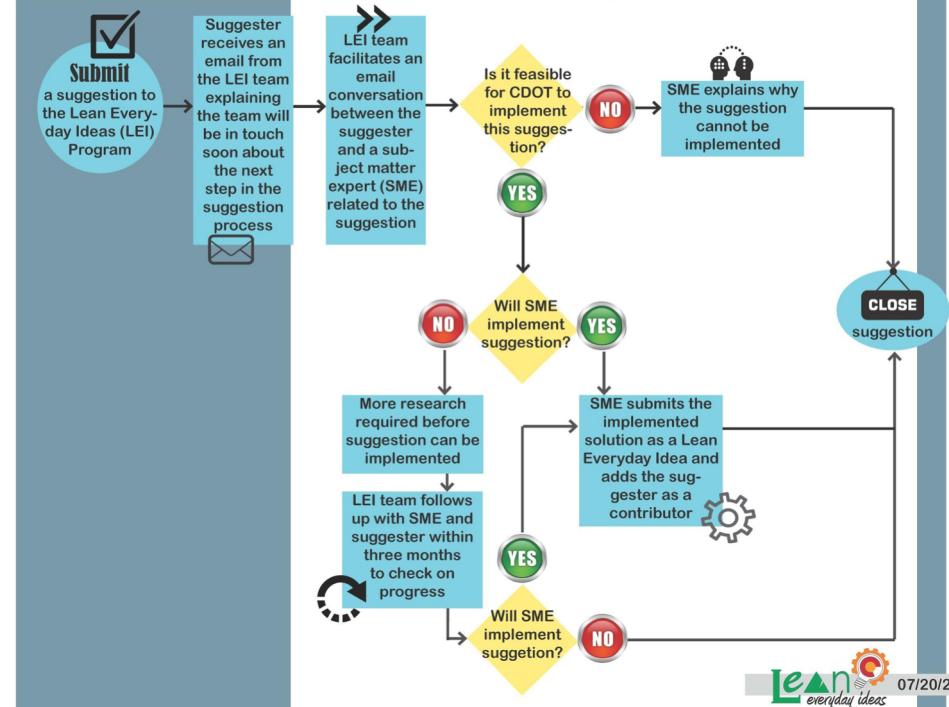 Submit
a suggestion to
the Lean Every-
day Ideas (LEI)
Program
Suggester
receives an
email from
the LEI team
explaining
the team will
be in touch
soon about
the next
step in the
suggestion
process
LEI team
facilitates an
email
conversation
between the
suggester
and a sub-
ject matter
expert (SME)
related to the
suggestion
Is it feasible
for CDOT to
implement
this sugges-
tion?
NO
SME explains why
the suggestion
cannot be
implemented
YES
CLOSE
suggestion
Will SME
implement
suggestion?
NO
YES
More research
required before
suggestion can be
implemented
SME submits the
implemented
solution as a Lean
Everyday Idea and
adds the sug-
gester as a
contributor
LEI team follows
up with SME and
suggester within
three months
to check on
progress
YES
Will SME
implement
suggetion?
NO
Lean
everyday ideas
07/20/2